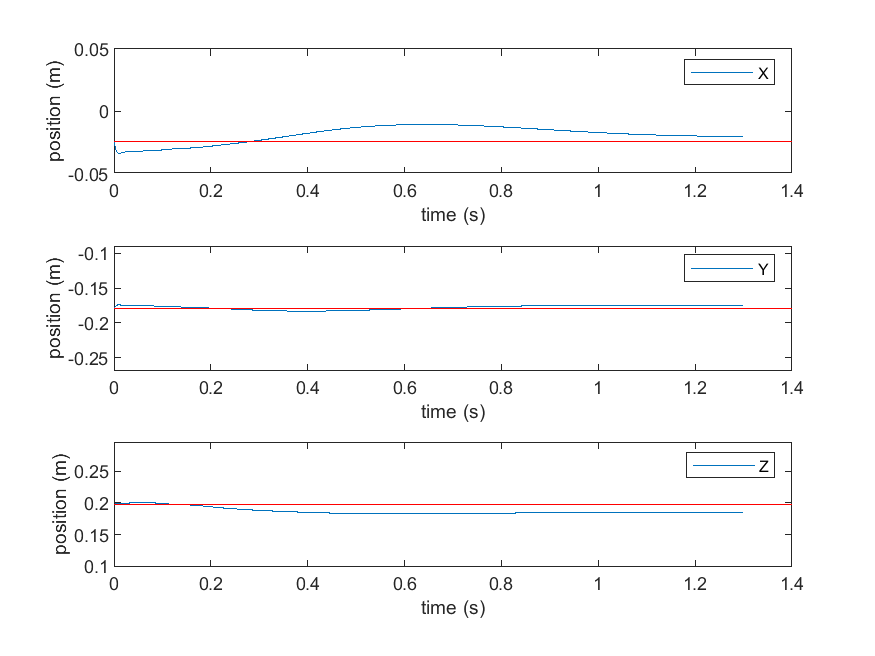 0.05
0
-0.05
position (m)
X
0 0.2 0.4 0.6 0.8 1 1.2 1.4
time (s)
-0.1
-0.15
-0.2
-0.25
position (m)
Y
0 0.2 0.4 0.6 0.8 1 1.2 1.4
time (s)
0.25
0.2
0.15
0.1
position (m)
Z
0 0.2 0.4 0.6 0.8 1 1.2 1.4
time (s)